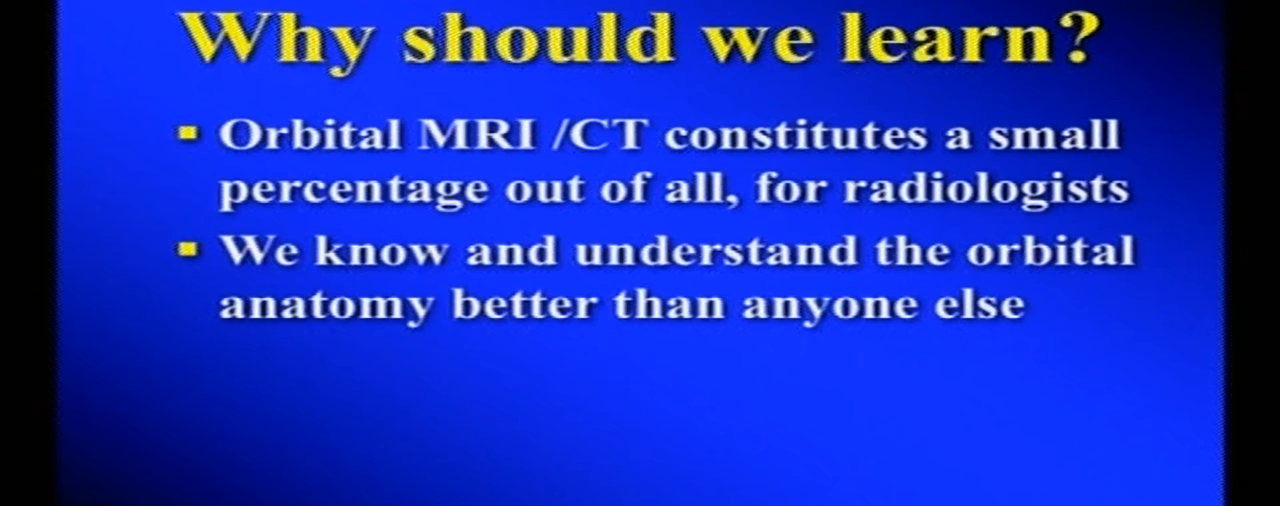 Why should we learn?
Orbital MRI /CT constitutes a small
percentage out of all, for radiologists
We know and understand the orbital
anatomy better than anyone else